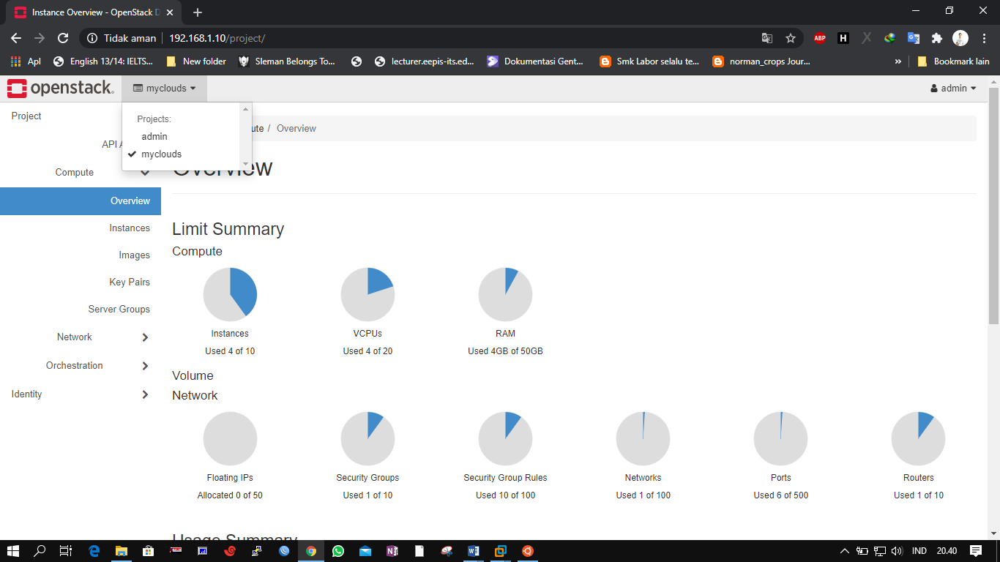 Instance Overview - OpenStack D
Tidak aman
192.168.1.10/project/
ABP
H
Apl
English 13/14: IELTS...
New folder
Sleman Belongs To...
lecturer.eepis-its.ed...
Dokumentasi Gent...
Smk Labor selalu te...
norman_crops Jour...
»
Bookmark lain
openstack.
myclouds
admin
Project
Projects:
admin
myclouds
ute / Overview
API A
Compute
Overview
Overview
Instances
Images
Key Pairs
Server Groups
Network
Orchestration
Identity
Limit Summary
Compute
Instances
Used 4 of 10
VCPUs
Used 4 of 20
RAM
Used 4GB of 50GB
Volume
Network
Floating IPs
Allocated 0 of 50
Security Groups
Used 1 of 10
Security Group Rules
Used 10 of 100
Networks
Used 1 of 100
Ports
Used 6 of 500
Routers
Used 1 of 10
Usage Summary
IND
20.40